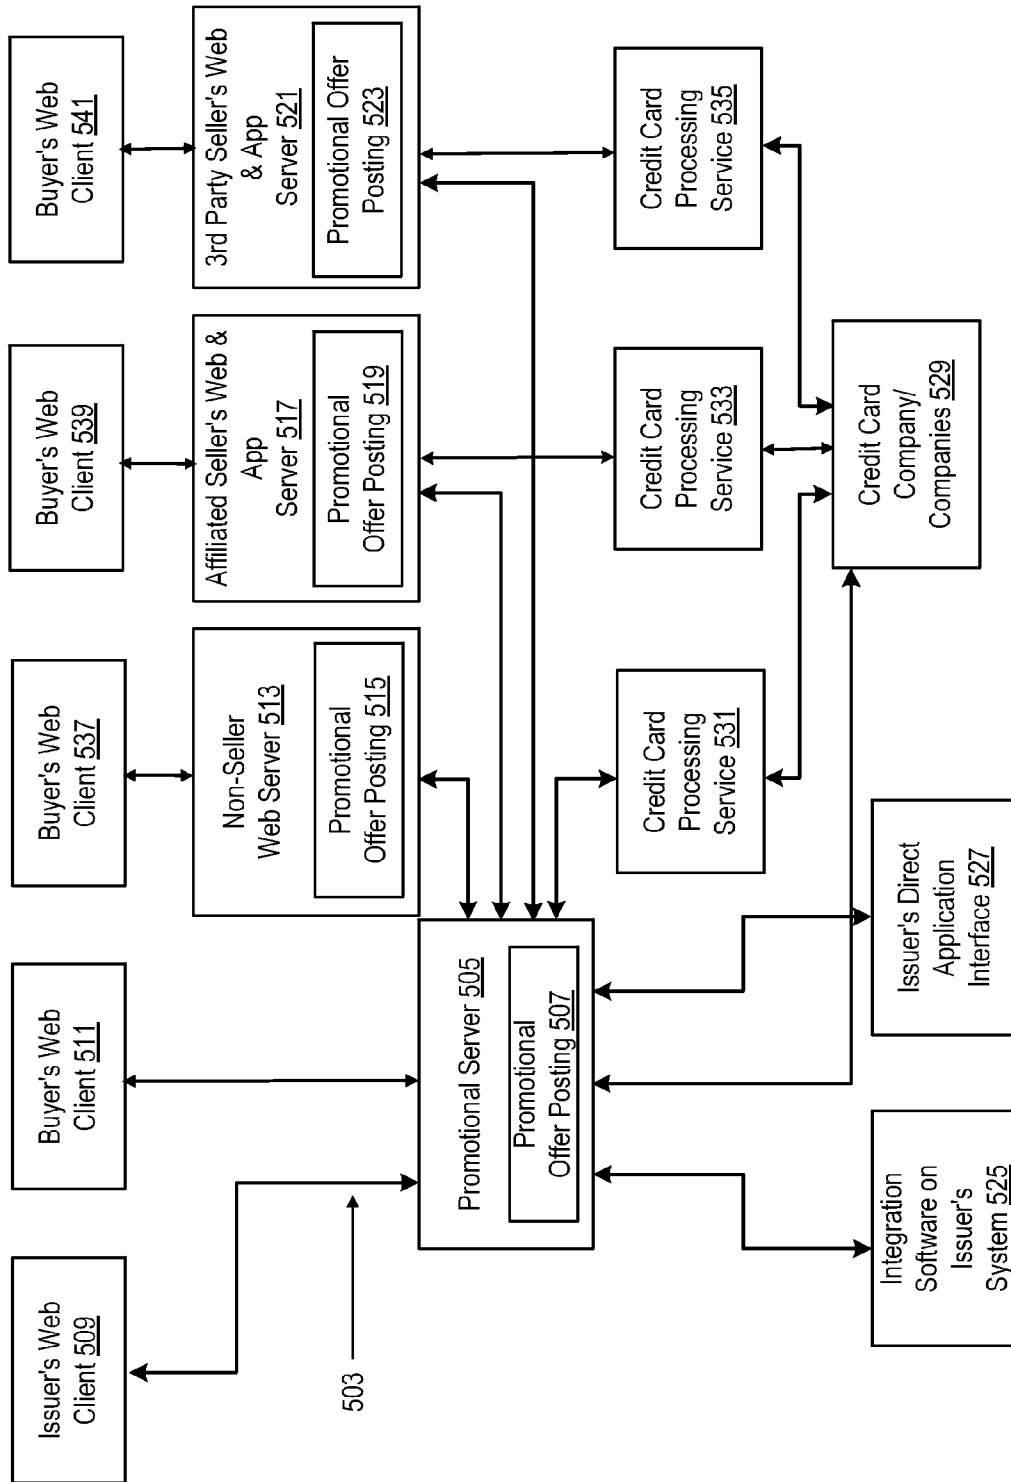 Issuer's Web
Client 509
Buyer's Web
Client 511
Buyer's Web
Client 537
Buyer's Web
Client 539
Buyer's Web
Client 541
503
Promotional Server 505
Promotional
Offer Posting 507
Non-Seller
Web Server 513
Promotional
Offer Posting 515
Affiliated Seller's Web &
App
Server 517
Promotional
Offer Posting 519
3rd Party Seller's Web
& App
Server 521
Promotional Offer
Posting 523
Credit Card
Processing
Service 531
Credit Card
Processing
Service 533
Credit Card
Processing
Service 535
Integration
Software on
Issuer's
System 525
Issuer's Direct
Application
Interface 527
Credit Card
Company/
Companies 529